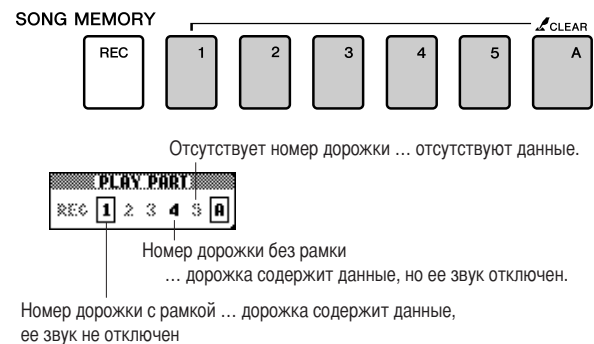 SONG MEMORY
CLEAR
REC 1 2 3 4 5 A
Отсутствует номер дорожки … отсутствуют данные.
PLAY PART
REC 1 2 3 4 5 A
Номер дорожки без рамки
… дорожка содержит данные, но ее звук отключен.
Номер дорожки с рамкой … дорожка содержит данные,
ее звук не отключен